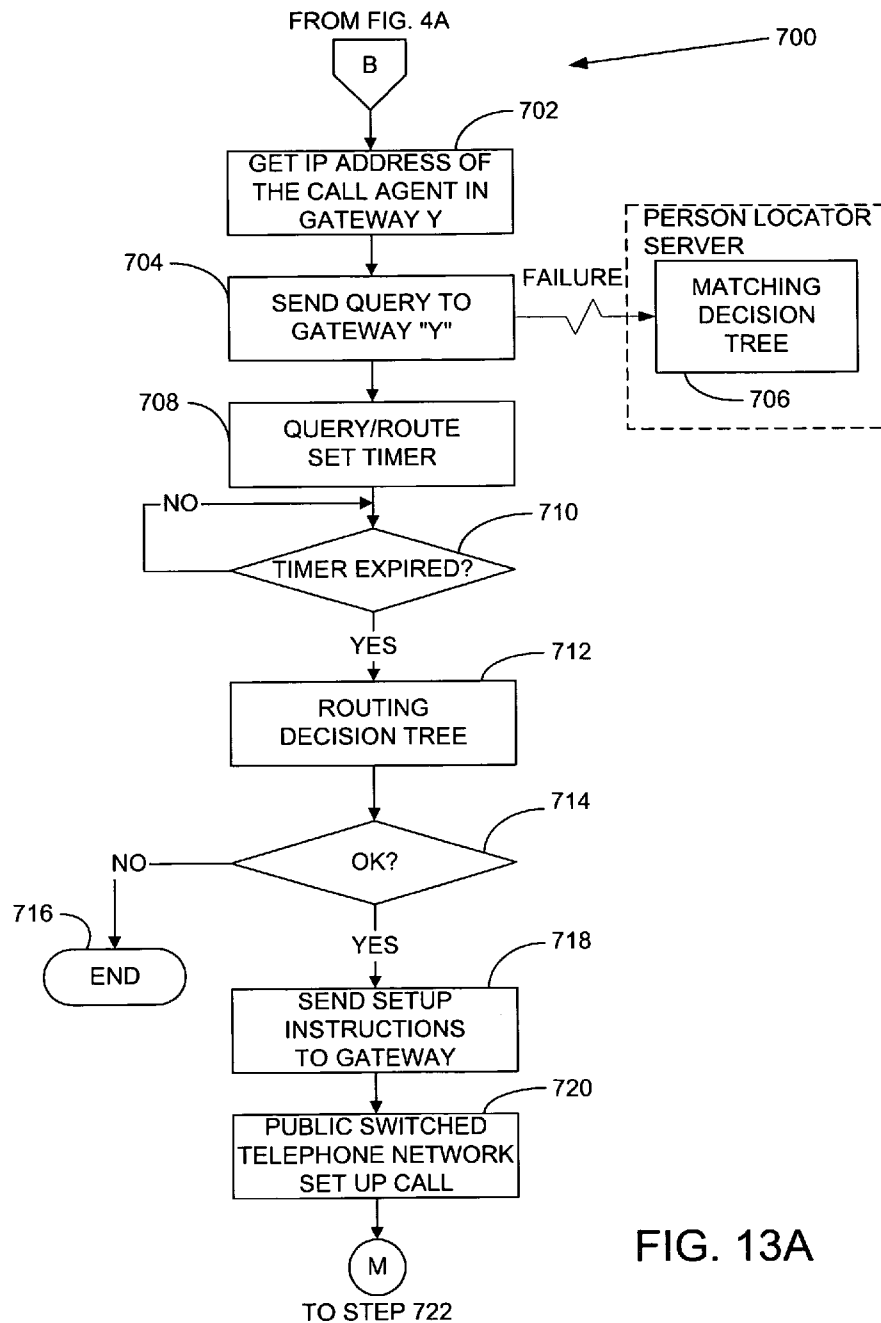 FROM FIG. 4A
B
700
702
GET IP ADDRESS OF
THE CALL AGENT IN
GATEWAY Y
PERSON LOCATOR
SERVER
704
SEND QUERY TO
GATEWAY "Y"
FAILURE
MATCHING
DECISION
TREE
706
708
QUERY/ROUTE
SET TIMER
NO
710
TIMER EXPIRED?
YES
712
ROUTING
DECISION TREE
714
OK?
NO
716
END
YES
718
SEND SETUP
INSTRUCTIONS
TO GATEWAY
720
PUBLIC SWITCHED
TELEPHONE NETWORK
SET UP CALL
M
TO STEP 722
FIG. 13A